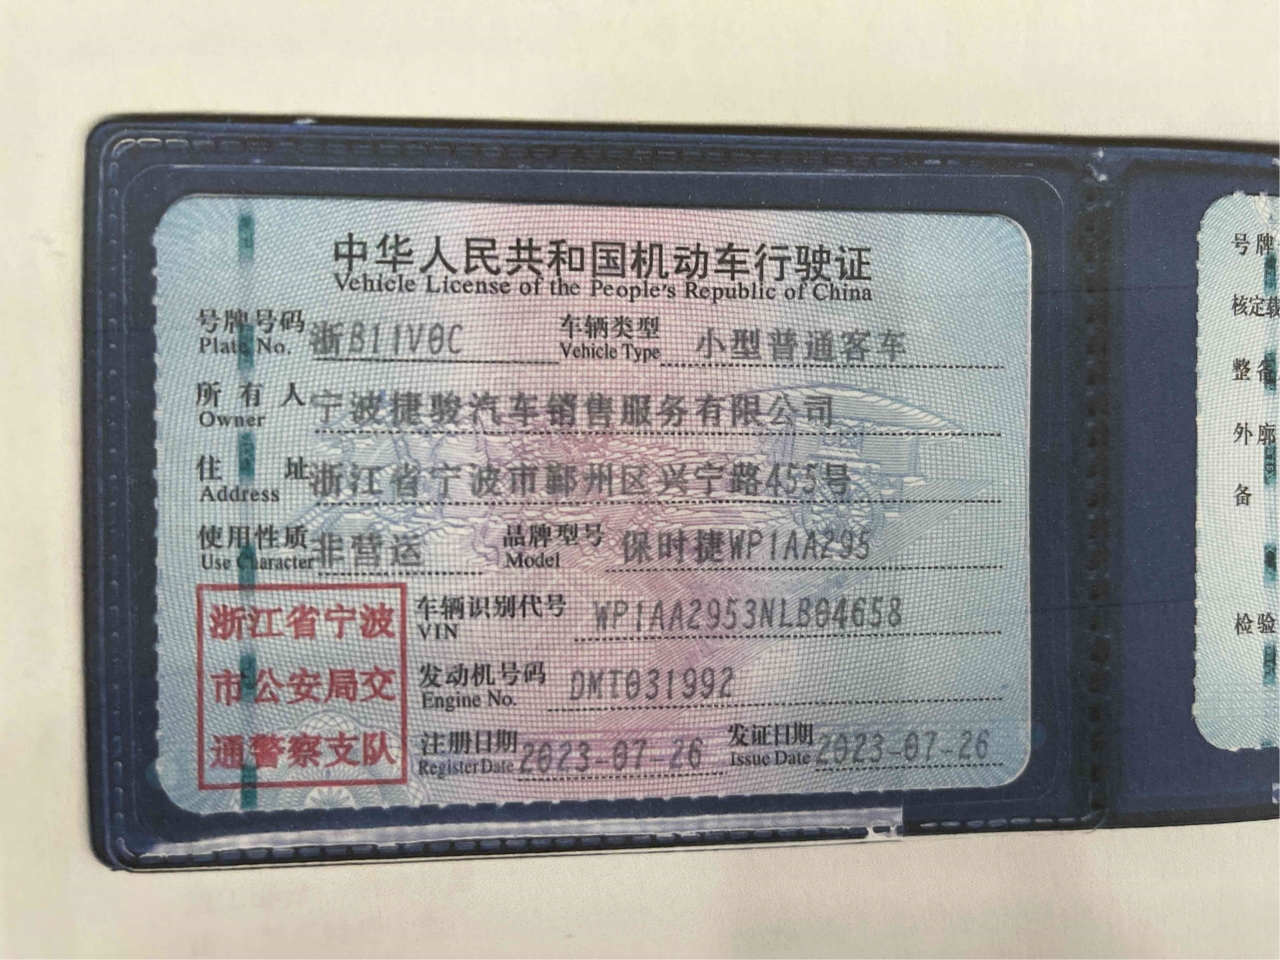 中华人民共和国机动车行驶证
Vehicle License of the People's Republic of China
号牌号码 浙B11V0C 车辆类型 小型普通客车
Plate No. Vehicle Type
所有人 宁波捷骏汽车销售服务有限公司
Owner
住址 浙江省宁波市鄞州区兴宁路455号
Address
使用性质 非营运 品牌型号 保时捷WP1AA295
Use Character Model
车辆识别代号 WP1AA2953NLB04658
VIN
发动机号码 DMT031992
Engine No.
注册日期 2023-07-26 发证日期 2023-07-26
Register Date Issue Date
浙江省宁波
市公安局交
通警察支队
号牌
核定载
整备
外廓
备
检验